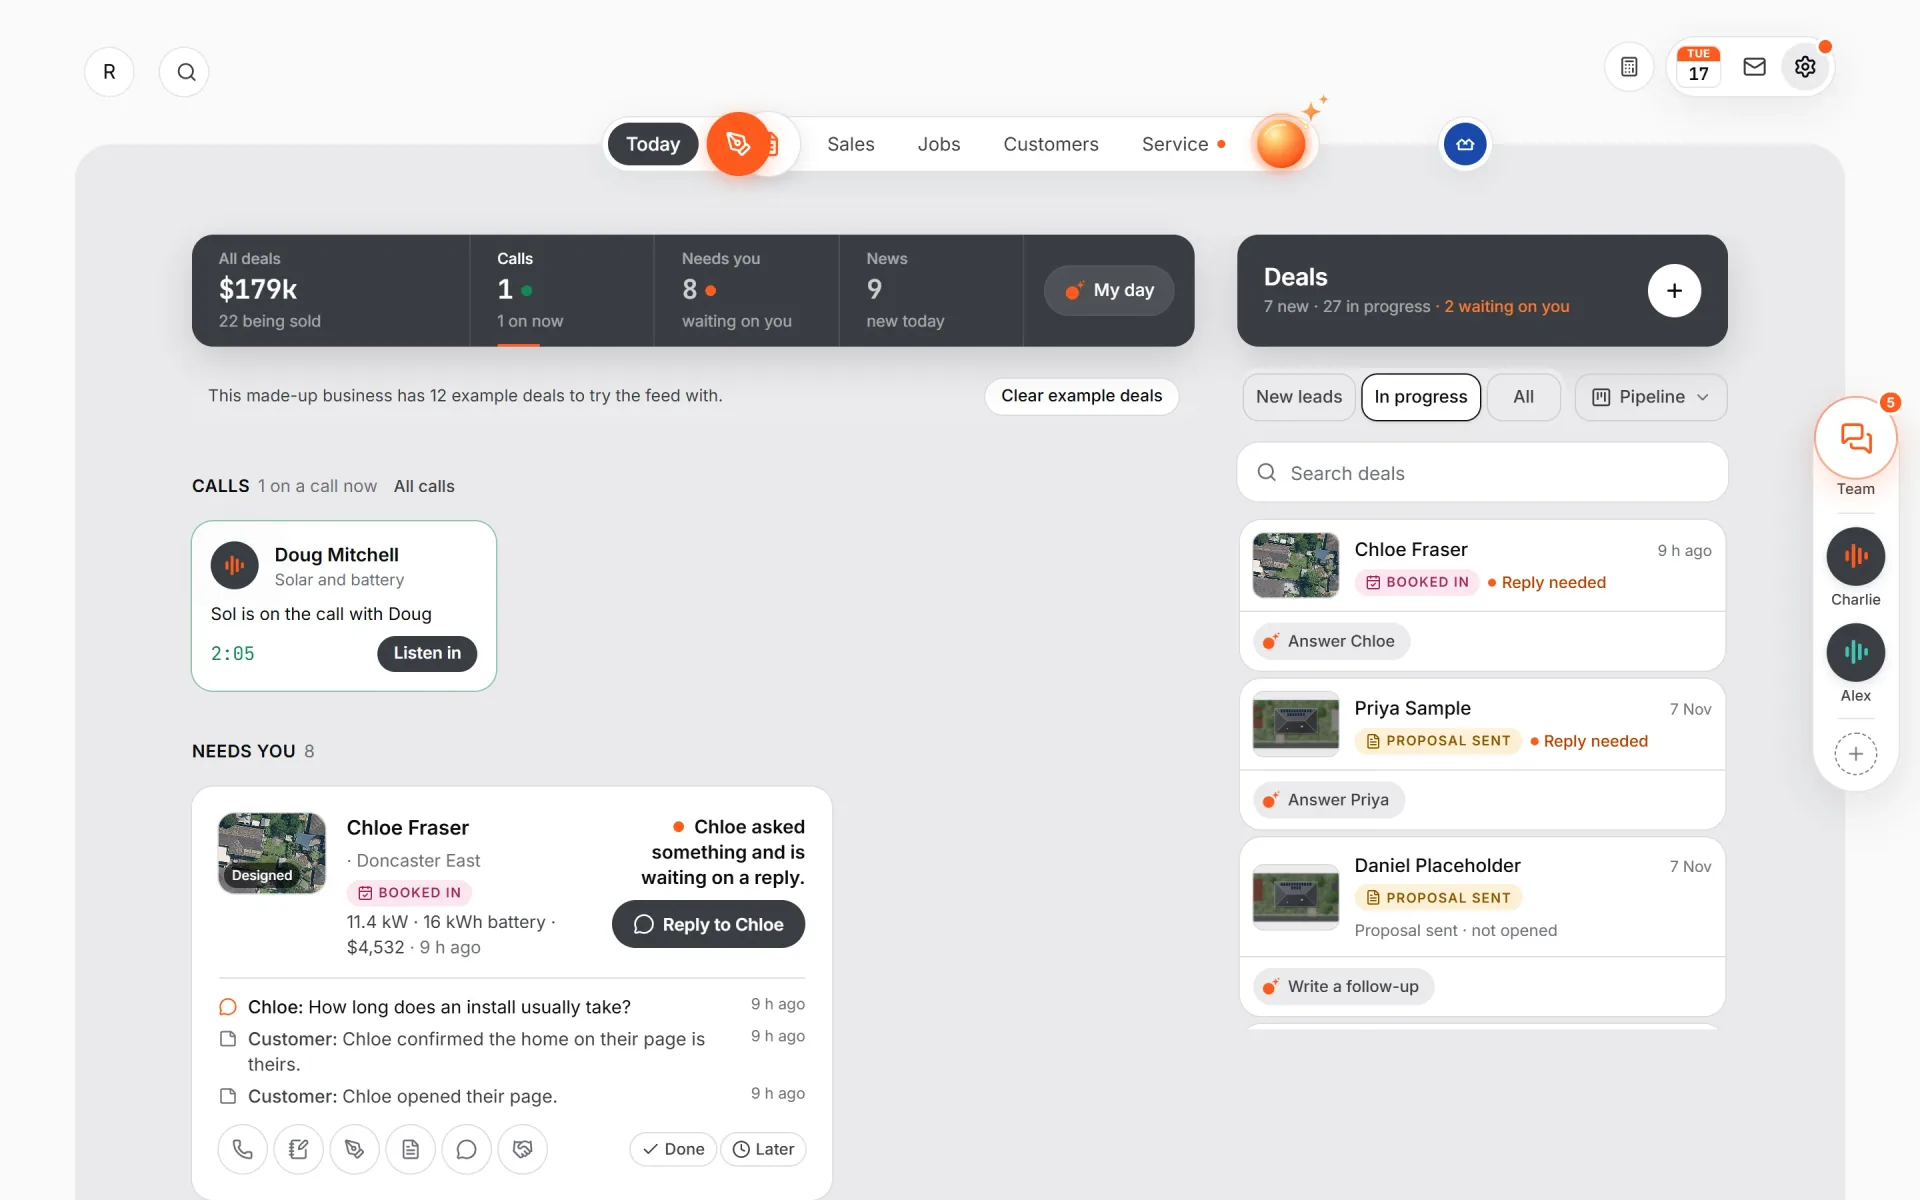 R
TUE
17
Today
Sales
Jobs
Customers
Service
All deals
$179k
22 being sold
Calls
1
1 on now
Needs you
8
waiting on you
News
9
new today
My day
Deals
7 new · 27 in progress · 2 waiting on you
This made-up business has 12 example deals to try the feed with.
Clear example deals
New leads
In progress
All
Pipeline
Search deals
CALLS 1 on a call now All calls
Doug Mitchell
Solar and battery
Sol is on the call with Doug
2:05
Listen in
NEEDS YOU 8
Designed
Chloe Fraser
· Doncaster East
BOOKED IN
11.4 kW · 16 kWh battery ·
$4,532 · 9 h ago
Chloe asked
something and is
waiting on a reply.
Reply to Chloe
Chloe: How long does an install usually take?
9 h ago
Customer: Chloe confirmed the home on their page is
theirs.
9 h ago
Customer: Chloe opened their page.
9 h ago
Done
Later
Chloe Fraser
9 h ago
BOOKED IN
Reply needed
Answer Chloe
Priya Sample
7 Nov
PROPOSAL SENT
Reply needed
Answer Priya
Daniel Placeholder
7 Nov
PROPOSAL SENT
Proposal sent · not opened
Write a follow-up
5
Team
Charlie
Alex